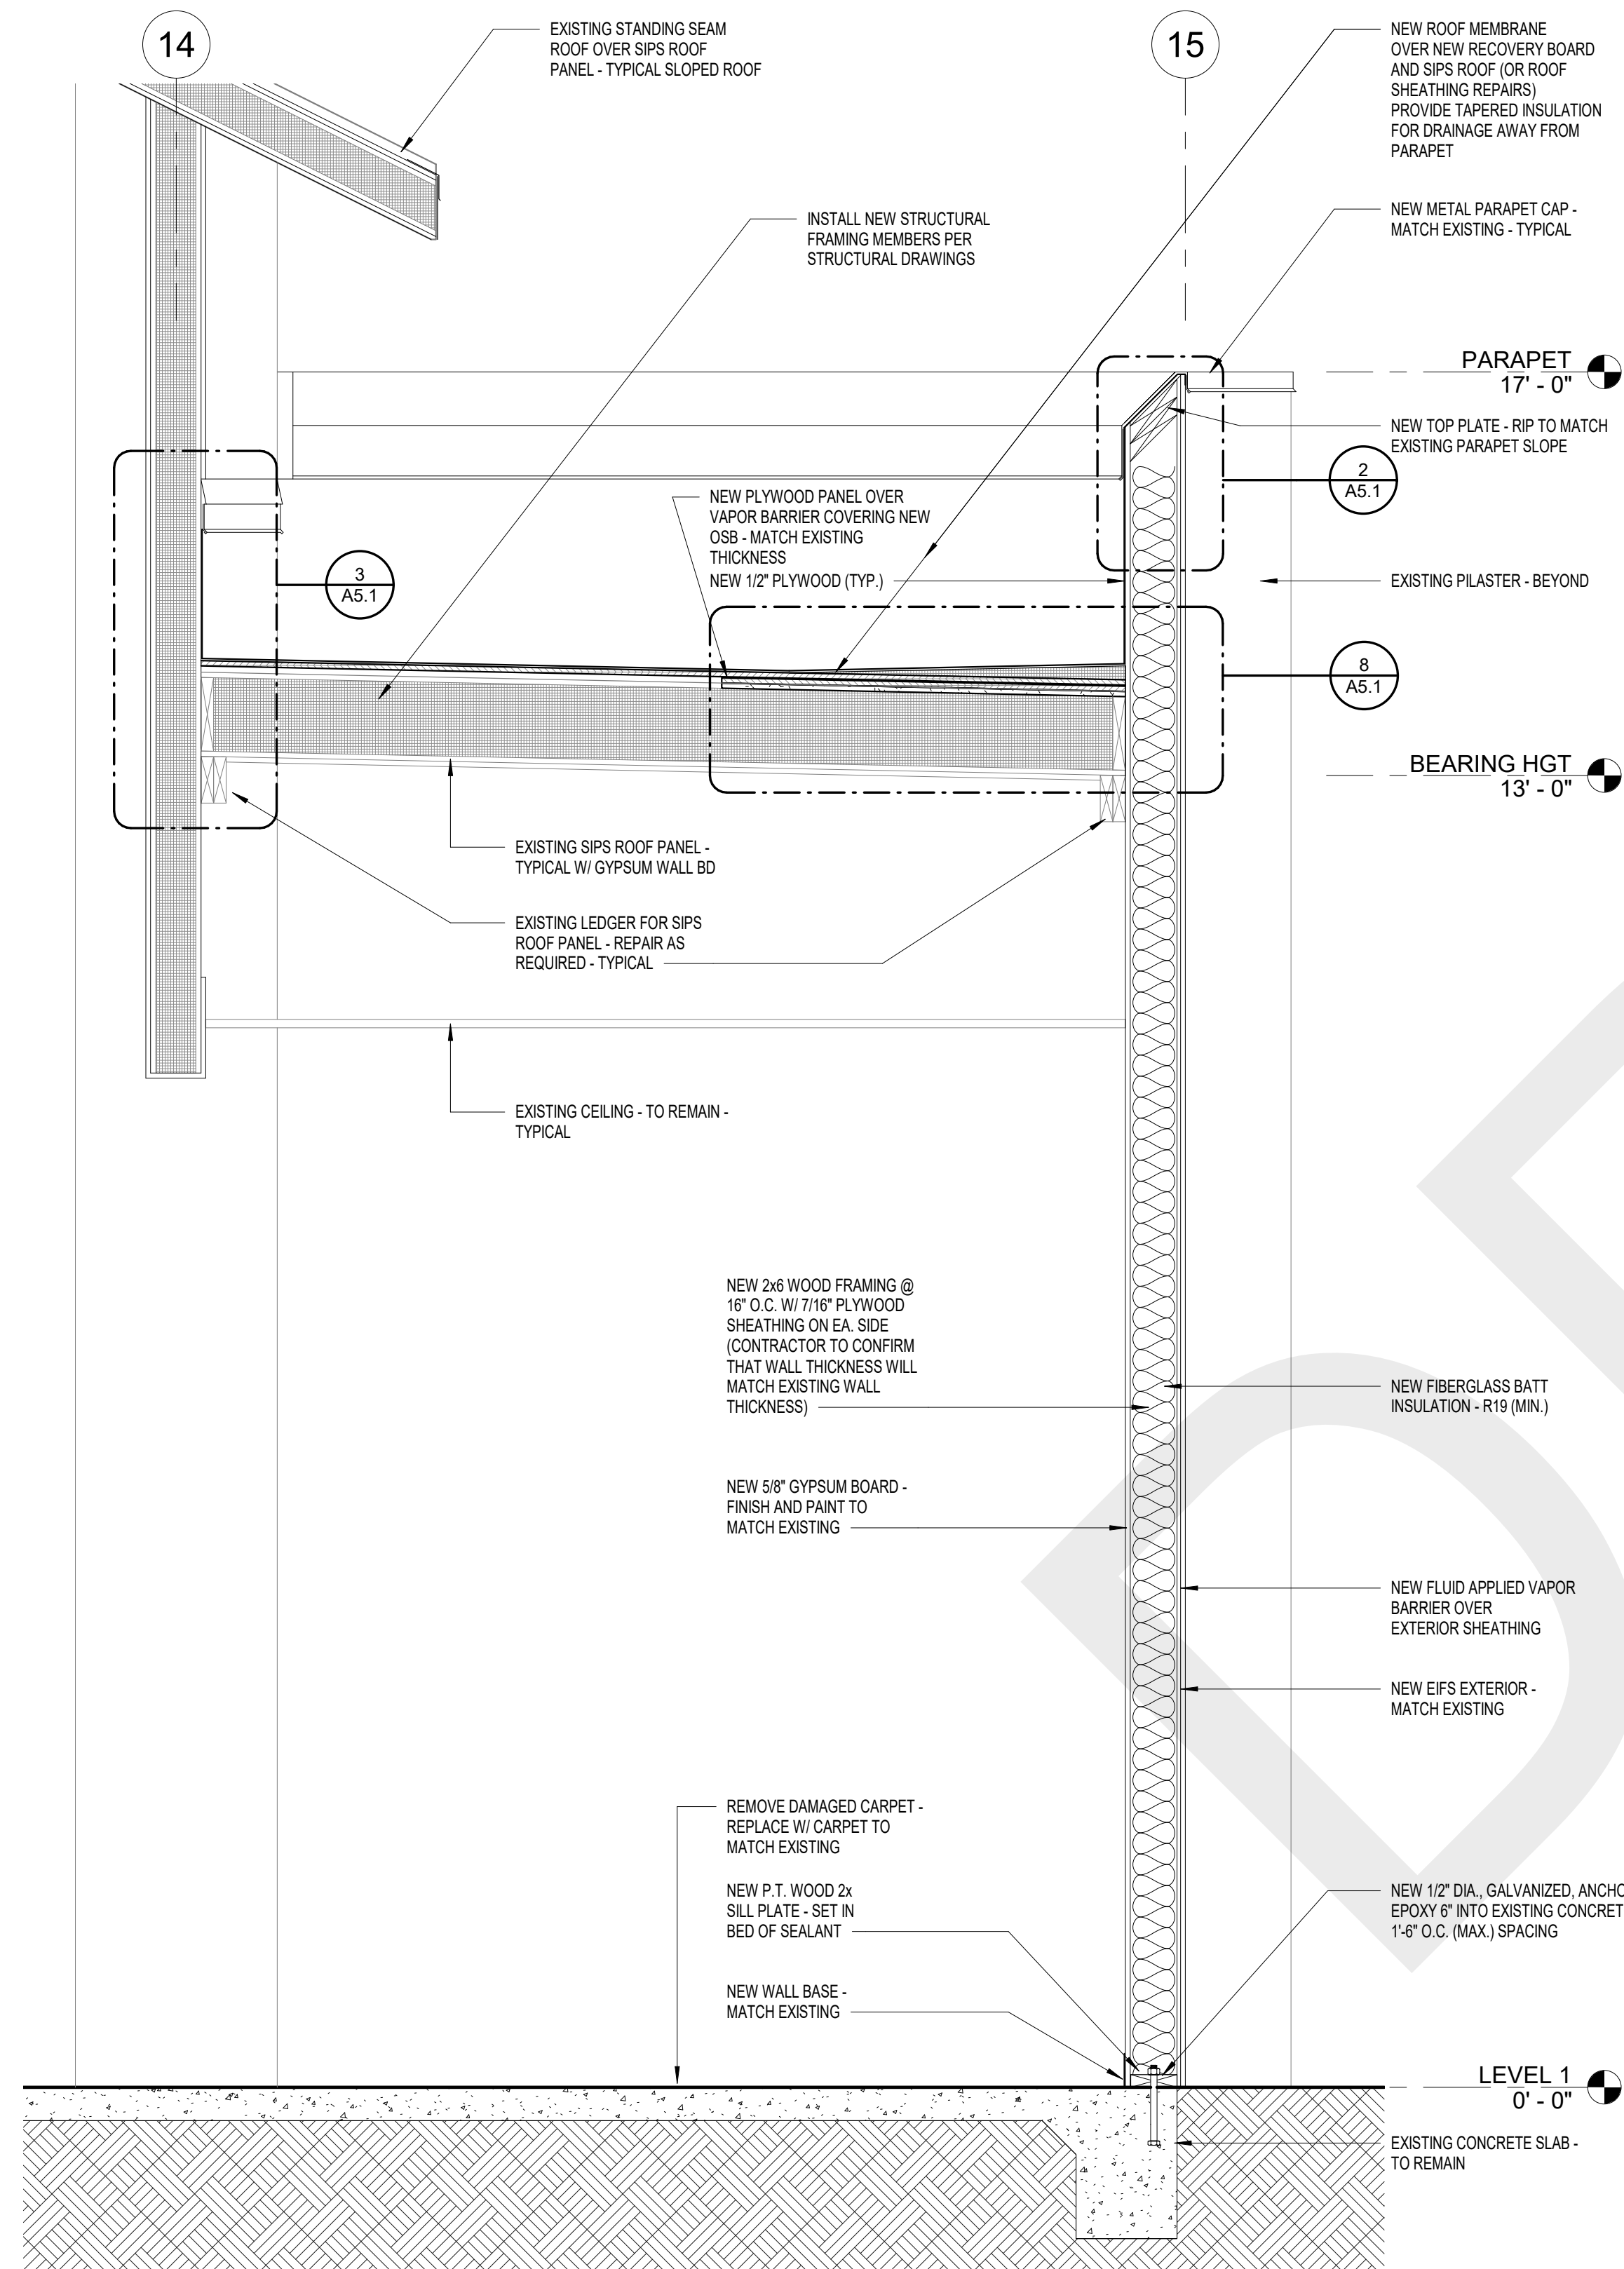 14
EXISTING STANDING SEAM
ROOF OVER SIPS ROOF
PANEL - TYPICAL SLOPED ROOF
15
NEW ROOF MEMBRANE
OVER NEW RECOVERY BOARD
AND SIPS ROOF (OR ROOF
SHEATHING REPAIRS)
PROVIDE TAPERED INSULATION
FOR DRAINAGE AWAY FROM
PARAPET
INSTALL NEW STRUCTURAL
FRAMING MEMBERS PER
STRUCTURAL DRAWINGS
NEW METAL PARAPET CAP -
MATCH EXISTING - TYPICAL
PARAPET
17' - 0"
NEW TOP PLATE - RIP TO MATCH
EXISTING PARAPET SLOPE
2
A5.1
NEW PLYWOOD PANEL OVER
VAPOR BARRIER COVERING NEW
OSB - MATCH EXISTING
THICKNESS
NEW 1/2" PLYWOOD (TYP.)
3
A5.1
EXISTING PILASTER - BEYOND
8
A5.1
BEARING HGT
13' - 0"
EXISTING SIPS ROOF PANEL -
TYPICAL W/ GYPSUM WALL BD
EXISTING LEDGER FOR SIPS
ROOF PANEL - REPAIR AS
REQUIRED - TYPICAL
EXISTING CEILING - TO REMAIN -
TYPICAL
NEW 2x6 WOOD FRAMING @
16" O.C. W/ 7/16" PLYWOOD
SHEATHING ON EA. SIDE
(CONTRACTOR TO CONFIRM
THAT WALL THICKNESS WILL
MATCH EXISTING WALL
THICKNESS)
NEW FIBERGLASS BATT
INSULATION - R19 (MIN.)
NEW 5/8" GYPSUM BOARD -
FINISH AND PAINT TO
MATCH EXISTING
NEW FLUID APPLIED VAPOR
BARRIER OVER
EXTERIOR SHEATHING
NEW EIFS EXTERIOR -
MATCH EXISTING
REMOVE DAMAGED CARPET -
REPLACE W/ CARPET TO
MATCH EXISTING
NEW P.T. WOOD 2x
SILL PLATE - SET IN
BED OF SEALANT
NEW 1/2" DIA., GALVANIZED,
EPOXY 6" INTO EXISTING
1'-6" O.C. (MAX.) SPACING
NEW WALL BASE -
MATCH EXISTING
LEVEL 1
0' - 0"
EXISTING CONCRETE SLAB -
TO REMAIN